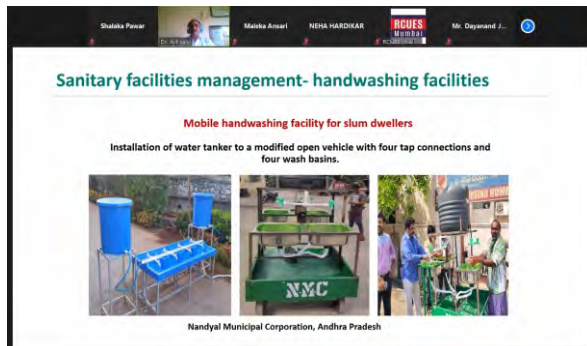 Shalaka Pawar
Maleka Ansari
NEHA HARDIKAR
RCUES
Mumbai
Mr. Dayanand J...
Sanitary facilities management- handwashing facilities
Mobile handwashing facility for slum dwellers
Installation of water tanker to a modified open vehicle with four tap connections and
four wash basins.
NMC
Nandyal Municipal Corporation, Andhra Pradesh